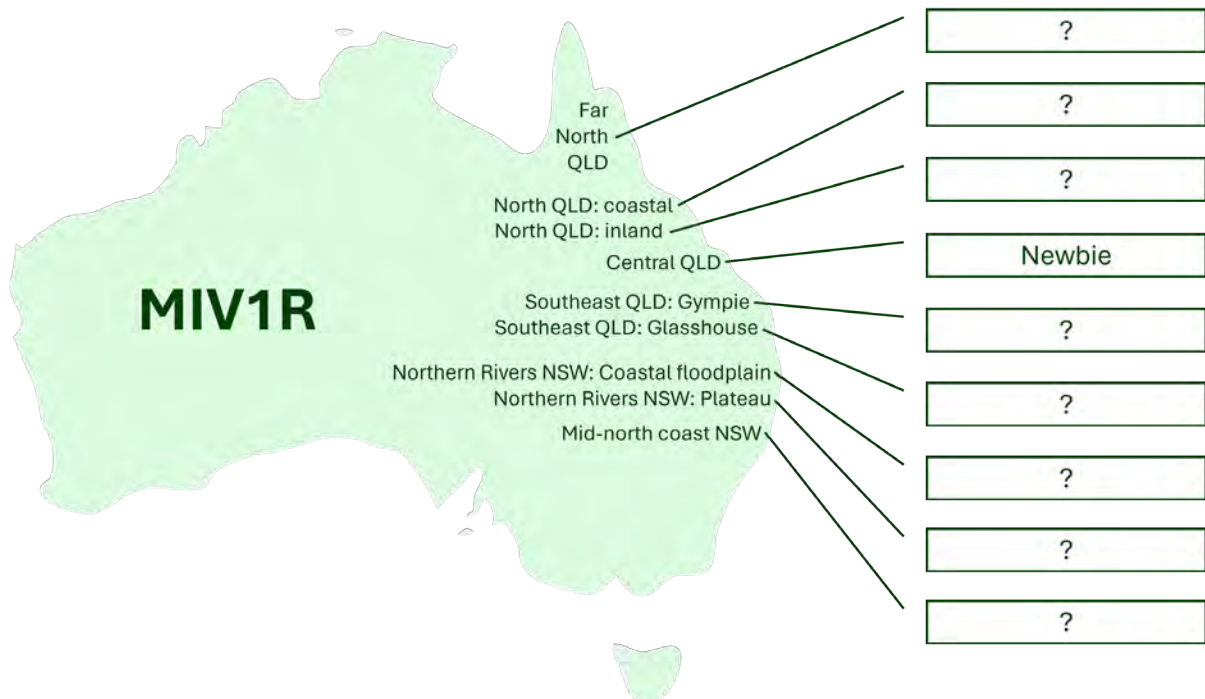 ?
?
Far
North
QLD
?
North QLD: coastal
North QLD: inland
Newbie
Central QLD
MIV1R
Southeast QLD: Gympie
?
Southeast QLD: Glasshouse
Northern Rivers NSW: Coastal floodplain
?
Northern Rivers NSW: Plateau
Mid-north coast NSW
?
?
?